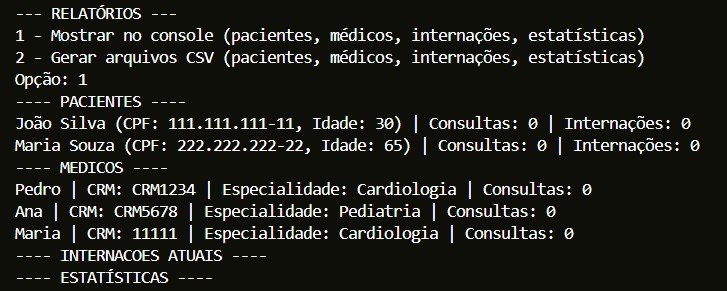 --- RELATÓRIOS ---
1 - Mostrar no console (pacientes, médicos, internações, estatísticas)
2 - Gerar arquivos CSV (pacientes, médicos, internações, estatísticas)
Opção: 1
---- PACIENTES ----
João Silva (CPF: 111.111.111-11, Idade: 30) | Consultas: 0 | Internações: 0
Maria Souza (CPF: 222.222.222-22, Idade: 65) | Consultas: 0 | Internações: 0
---- MEDICOS ----
Pedro | CRM: CRM1234 | Especialidade: Cardiologia | Consultas: 0
Ana | CRM: CRM5678 | Especialidade: Pediatria | Consultas: 0
Maria | CRM: 11111 | Especialidade: Cardiologia | Consultas: 0
---- INTERNACOES ATUAIS ----
---- ESTATÍSTICAS ----